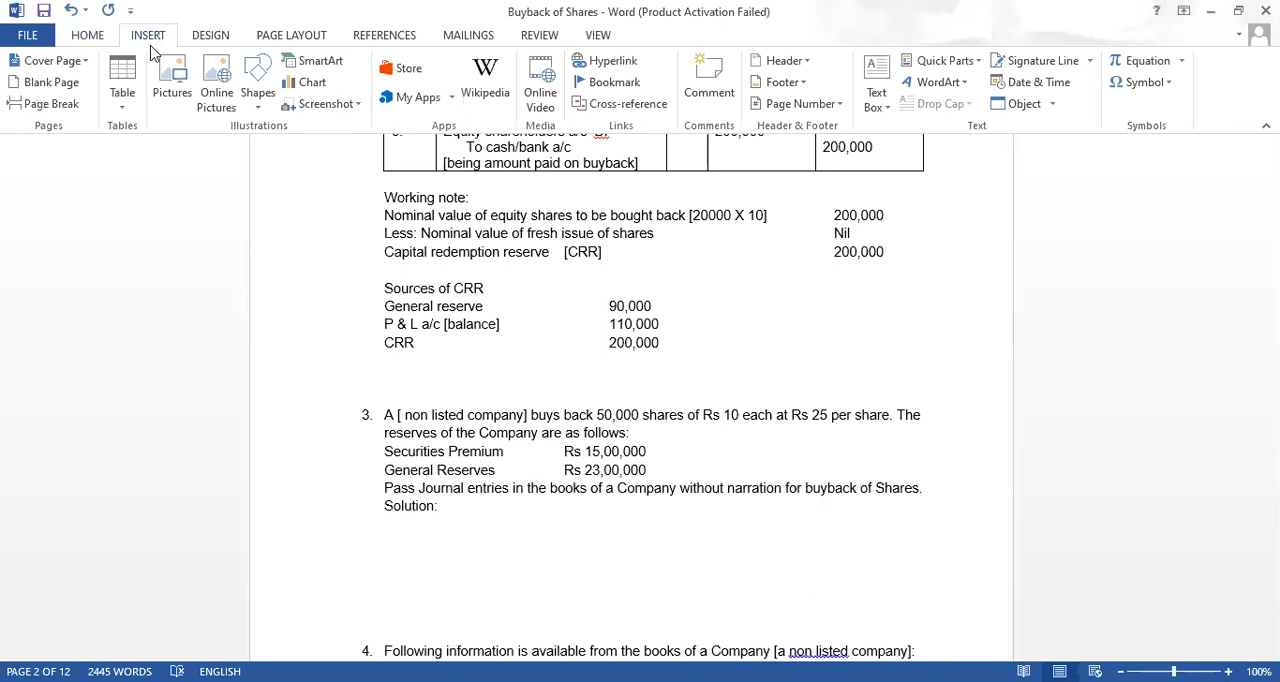 Buyback of Shares - Word (Product Activation Failed)
FILE HOME INSERT DESIGN PAGE LAYOUT REFERENCES MAILINGS REVIEW VIEW
Cover Page
Blank Page
Page Break
Pages
Table
Tables
Pictures
Online Pictures
Shapes
SmartArt
Chart
Screenshot
Illustrations
Store
My Apps
Wikipedia
Apps
Online Video
Media
Hyperlink
Bookmark
Cross-reference
Links
Comment
Comments
Header
Footer
Page Number
Header & Footer
Text Box
Quick Parts
WordArt
Drop Cap
Signature Line
Date & Time
Object
Text
Equation
Symbol
Symbols
To cash/bank a/c 200,000
[being amount paid on buyback]
Working note:
Nominal value of equity shares to be bought back [20000 X 10] 200,000
Less: Nominal value of fresh issue of shares Nil
Capital redemption reserve [CRR] 200,000
Sources of CRR
General reserve 90,000
P & L a/c [balance] 110,000
CRR 200,000
3. A [ non listed company] buys back 50,000 shares of Rs 10 each at Rs 25 per share. The
reserves of the Company are as follows:
Securities Premium Rs 15,00,000
General Reserves Rs 23,00,000
Pass Journal entries in the books of a Company without narration for buyback of Shares.
Solution:
4. Following information is available from the books of a Company [a non listed company]:
PAGE 2 OF 12 2445 WORDS ENGLISH 100%